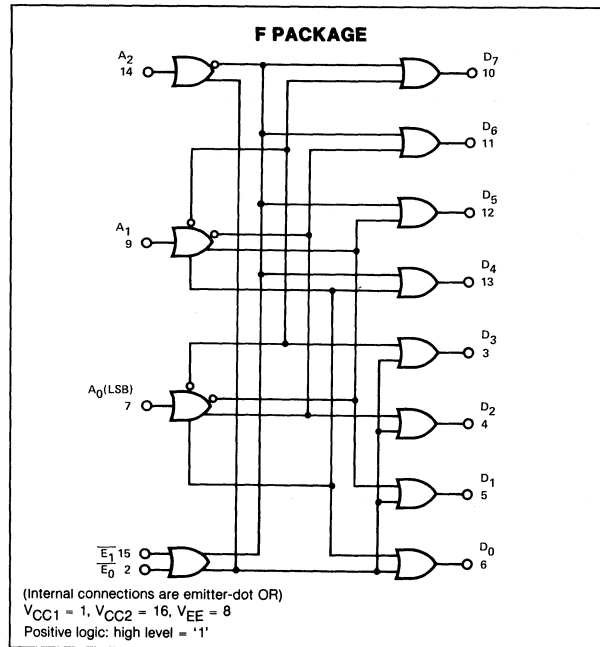 F PACKAGE
A2
14
D7
10
D6
11
D5
12
A1
9
D4
13
D3
3
A0(LSB)
7
D2
4
D1
5
E̅1̅ 15
E̅0̅ 2
D0
6
(Internal connections are emitter-dot OR)
VCC1 = 1, VCC2 = 16, VEE = 8
Positive logic: high level = ‘1’